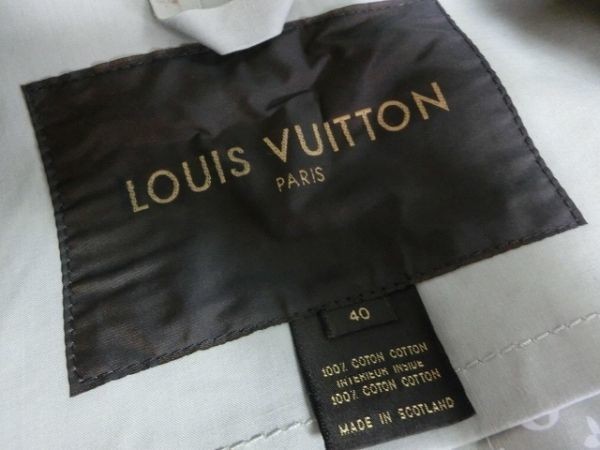 LOUIS VUITTON
PARIS
40
100% COTON COTTON
INTERIEUR INSIDE
100% COTON COTTON
MADE IN SCOTLAND